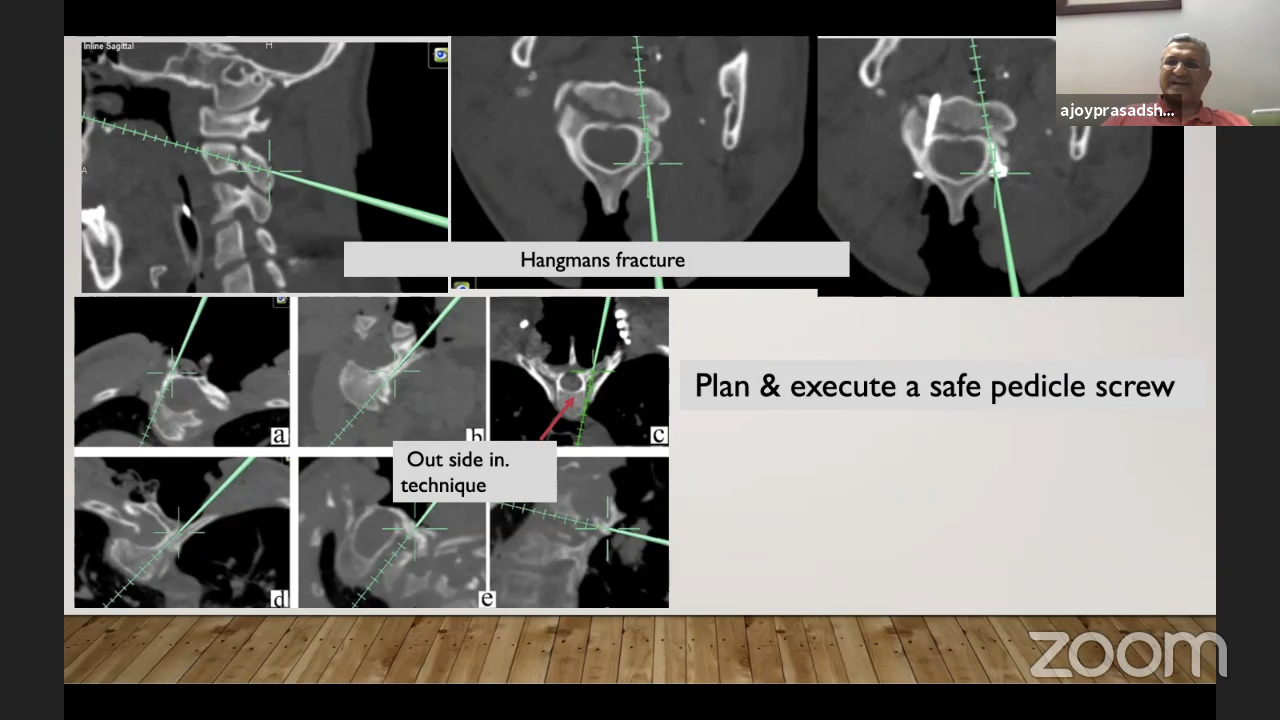 Inline Sagittal
H
A
ajoyprasadsh...
Hangmans fracture
a
b
c
Plan & execute a safe pedicle screw
Out side in.
technique
d
e
zoom